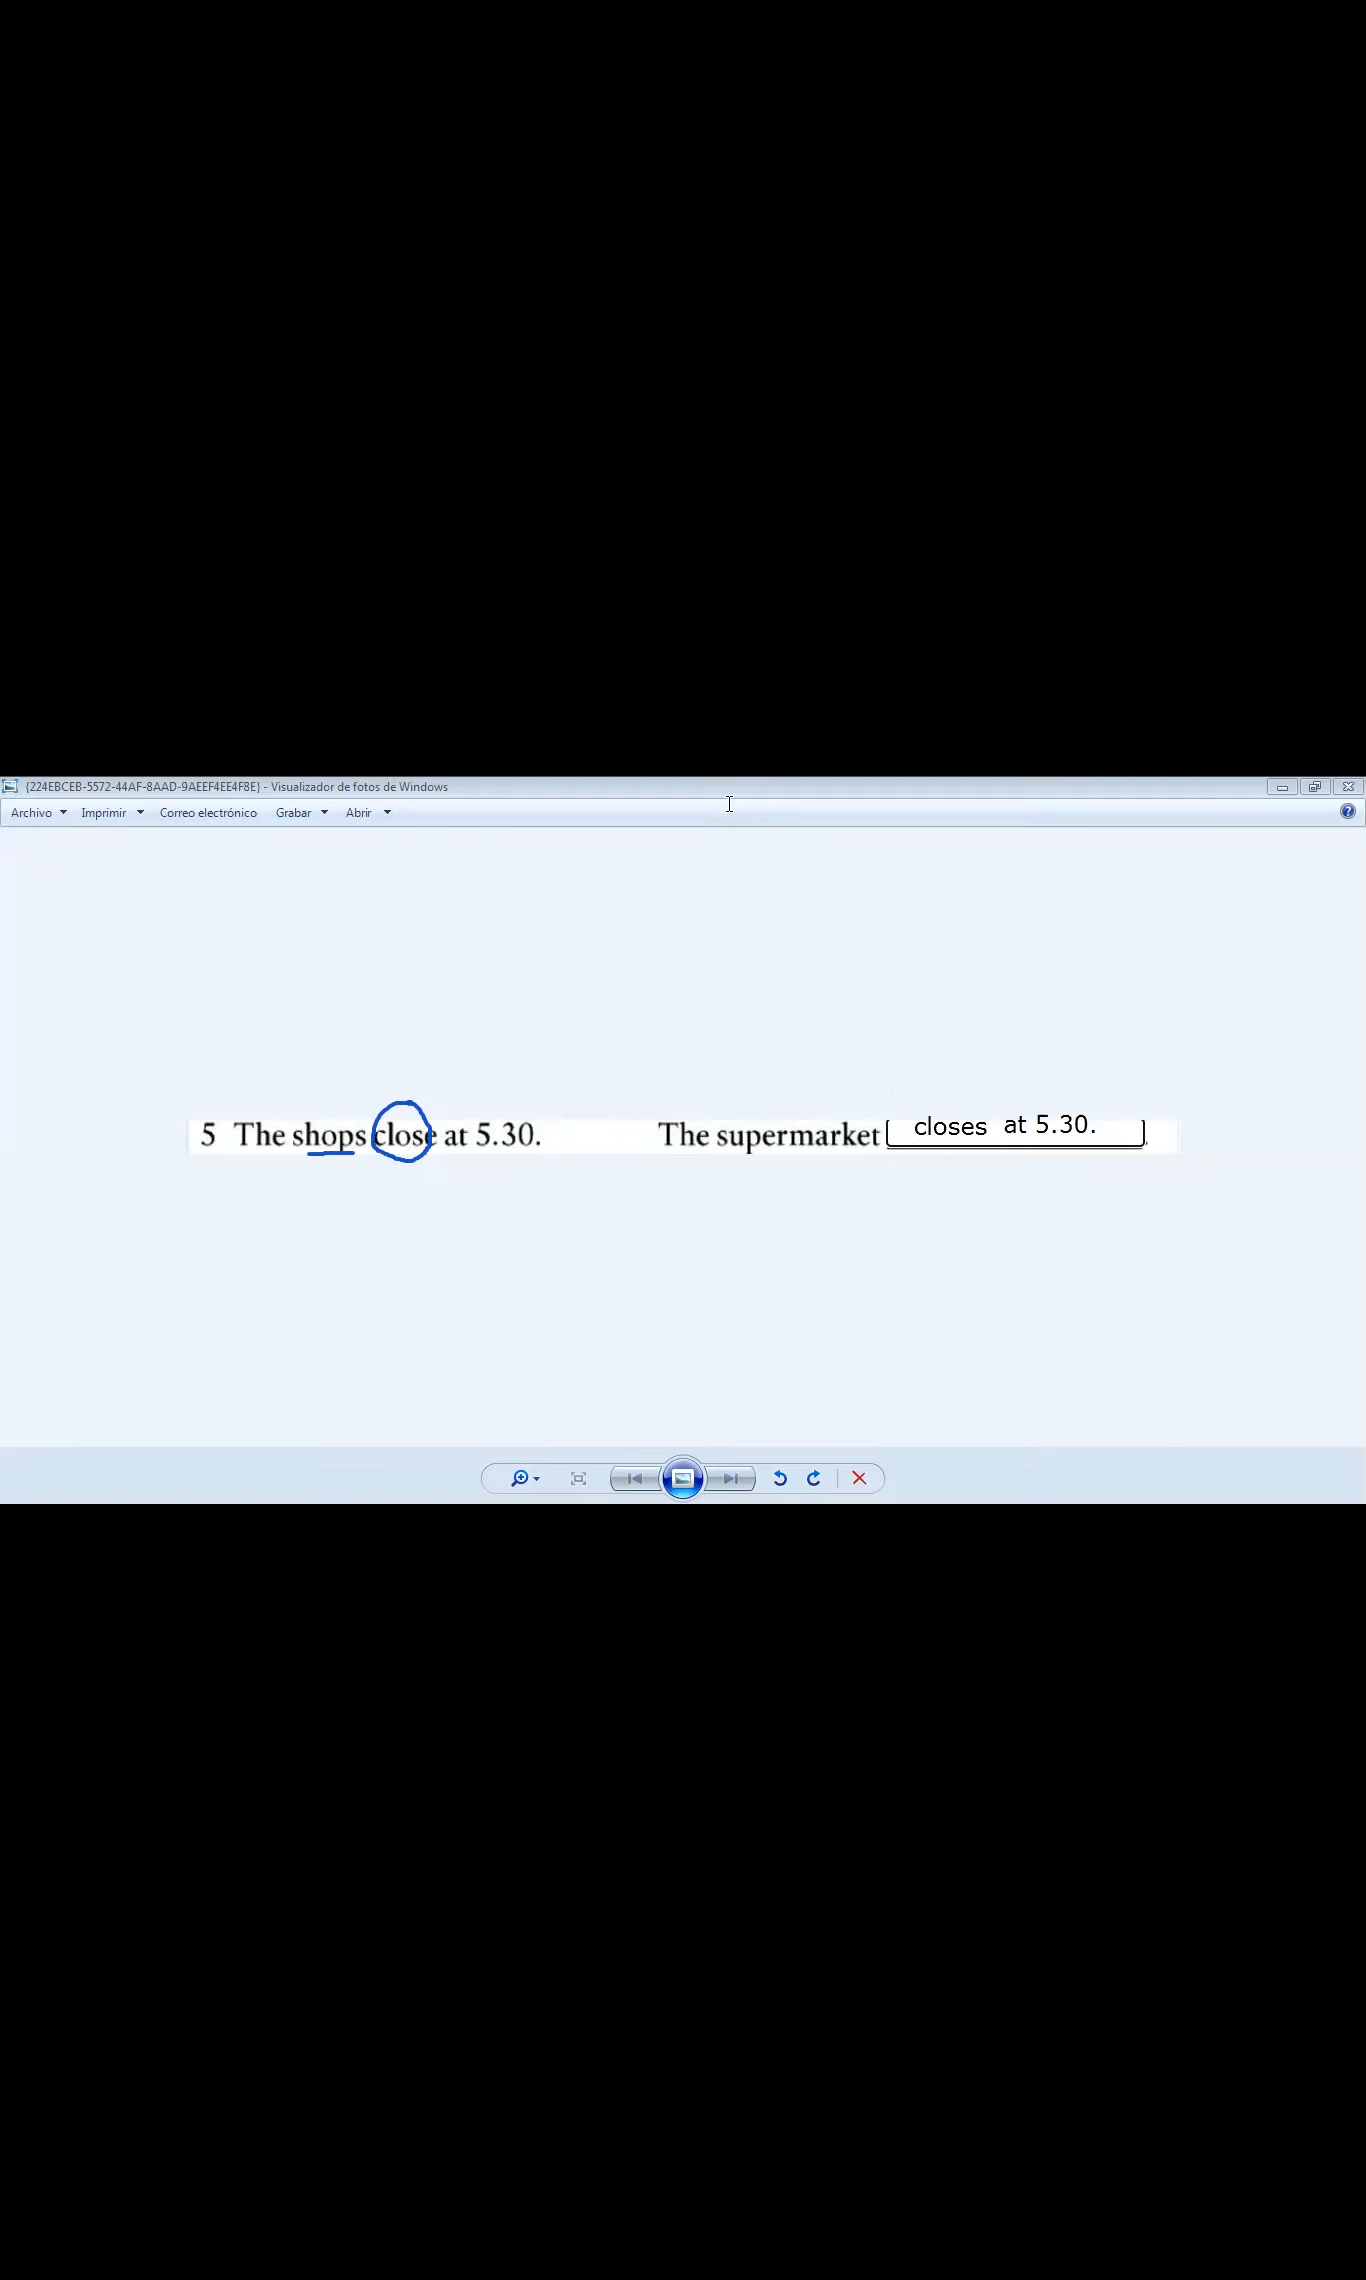 {224EBCEB-5572-44AF-8AAD-9AEEF4EE4F8E} - Visualizador de fotos de Windows
Archivo Imprimir Correo electrónico Grabar Abrir
5 The shops close at 5.30. The supermarket closes at 5.30.